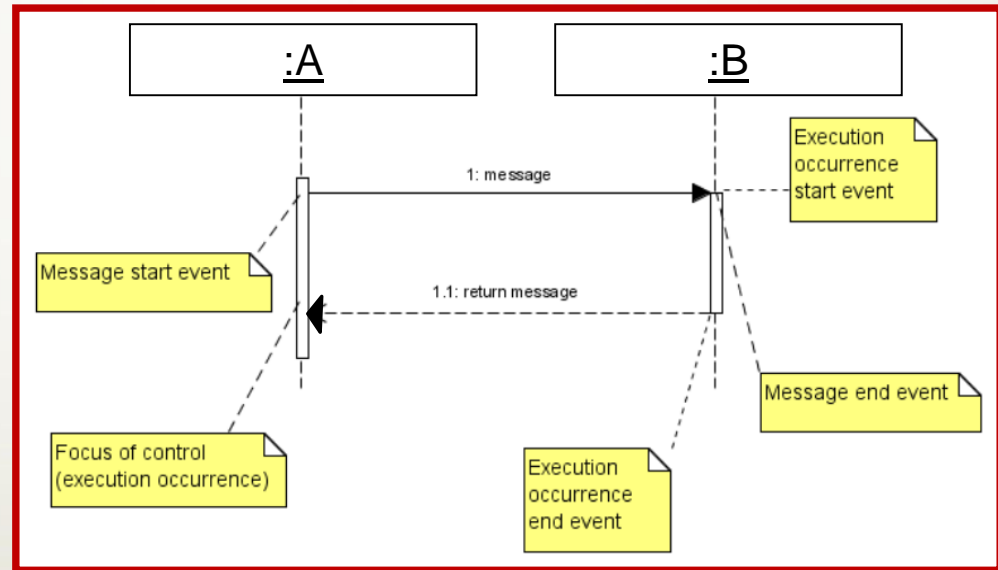 :A
:B
Execution
occurrence
start event
1: message
Message start event
1.1: return message
Message end event
Focus of control
(execution occurrence)
Execution
occurrence
end event